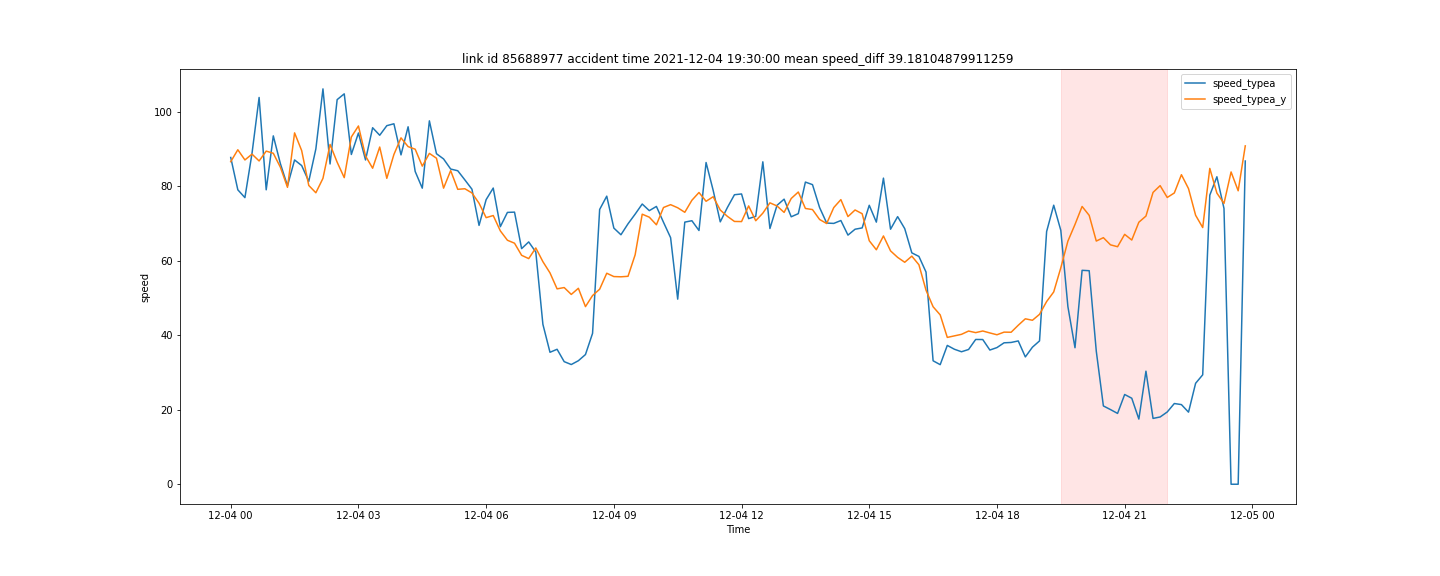 link id 85688977 accident time 2021-12-04 19:30:00 mean speed_diff 39.18104879911259
speed_typea
speed_typea_y
100
80
60
40
20
0
speed
12-04 00 12-04 03 12-04 06 12-04 09 12-04 12 12-04 15 12-04 18 12-04 21 12-05 00
Time